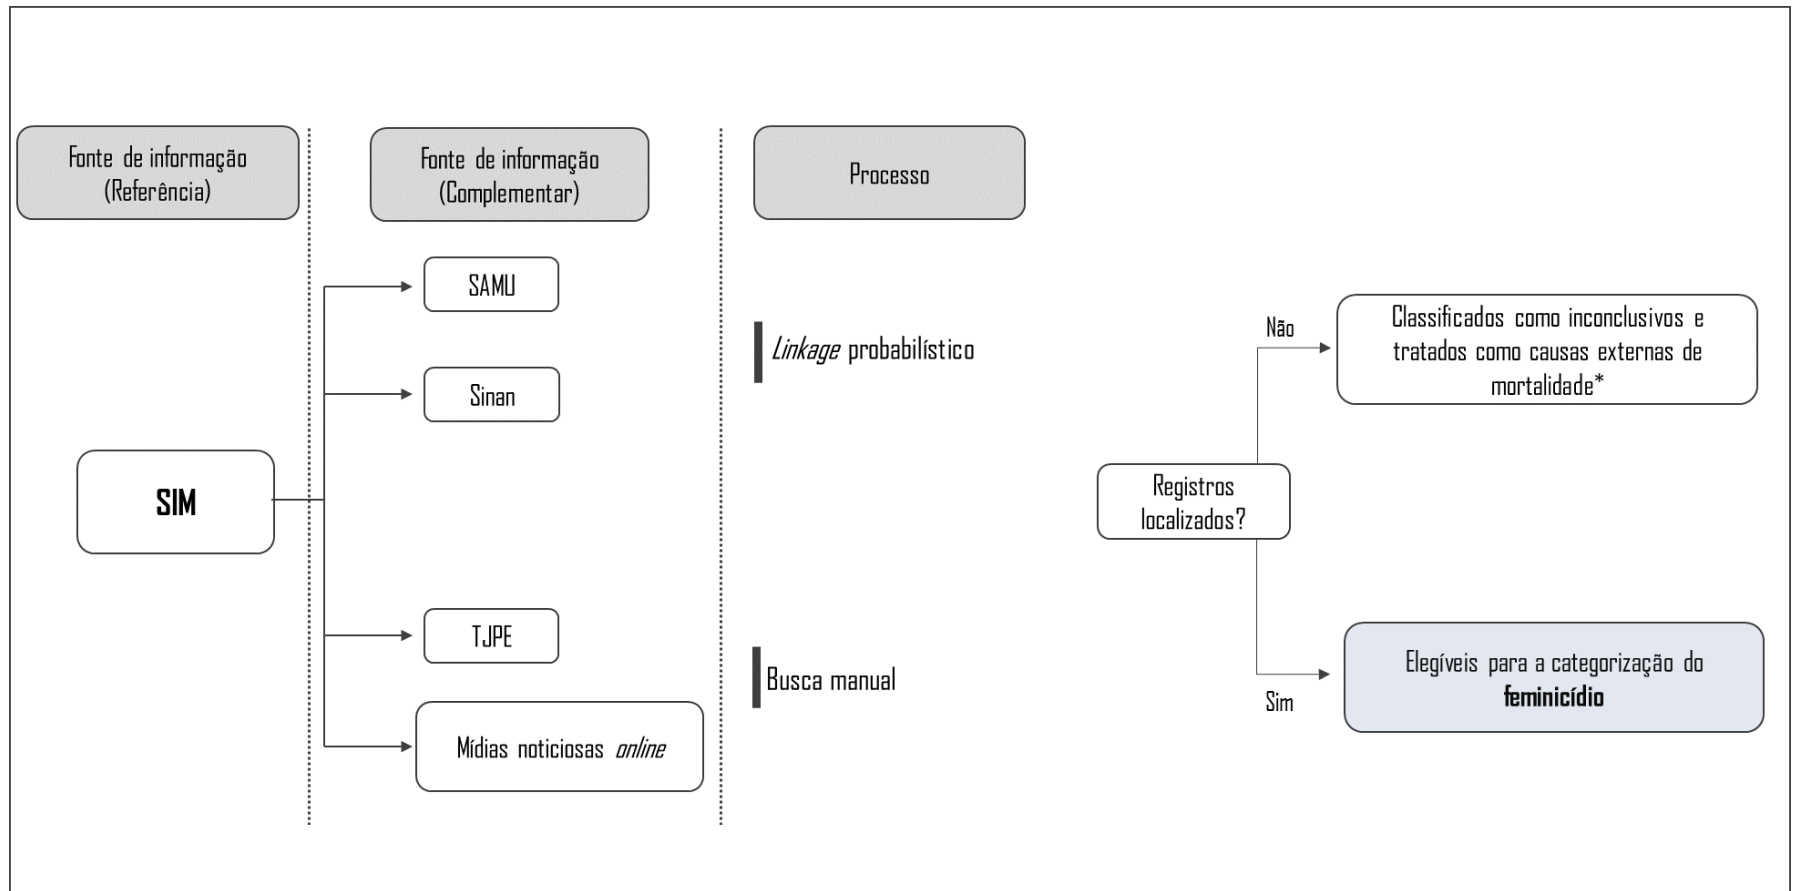 Fonte de informação
(Referência)
Fonte de informação
(Complementar)
Processo
SAMU
Sinan
SIM
TJPE
Mídias noticiosas online
Linkage probabilístico
Busca manual
Registros
localizados?
Não
Classificados como inconclusivos e
tratados como causas externas de
mortalidade*
Sim
Elegíveis para a categorização do
feminicídio